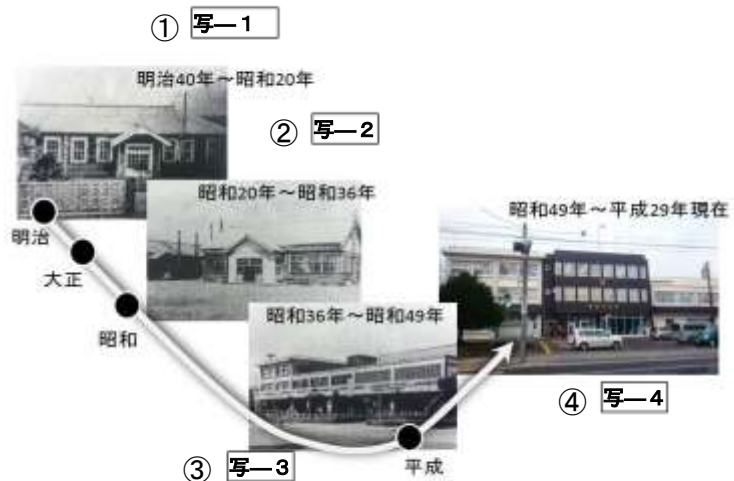 ① 写―1
明治40年～昭和20年
② 写―2
昭和20年～昭和36年
昭和49年～平成29年現在
明治
大正
昭和
昭和36年～昭和49年
④ 写―4
平成
③ 写―3